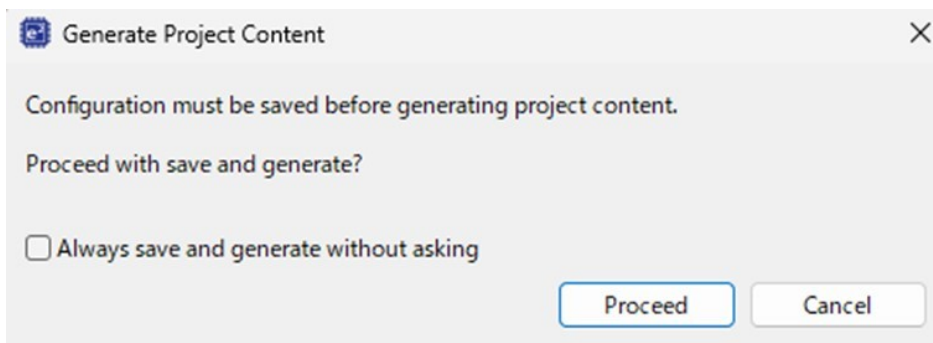 Generate Project Content
Configuration must be saved before generating project content.
Proceed with save and generate?
Always save and generate without asking
Proceed
Cancel